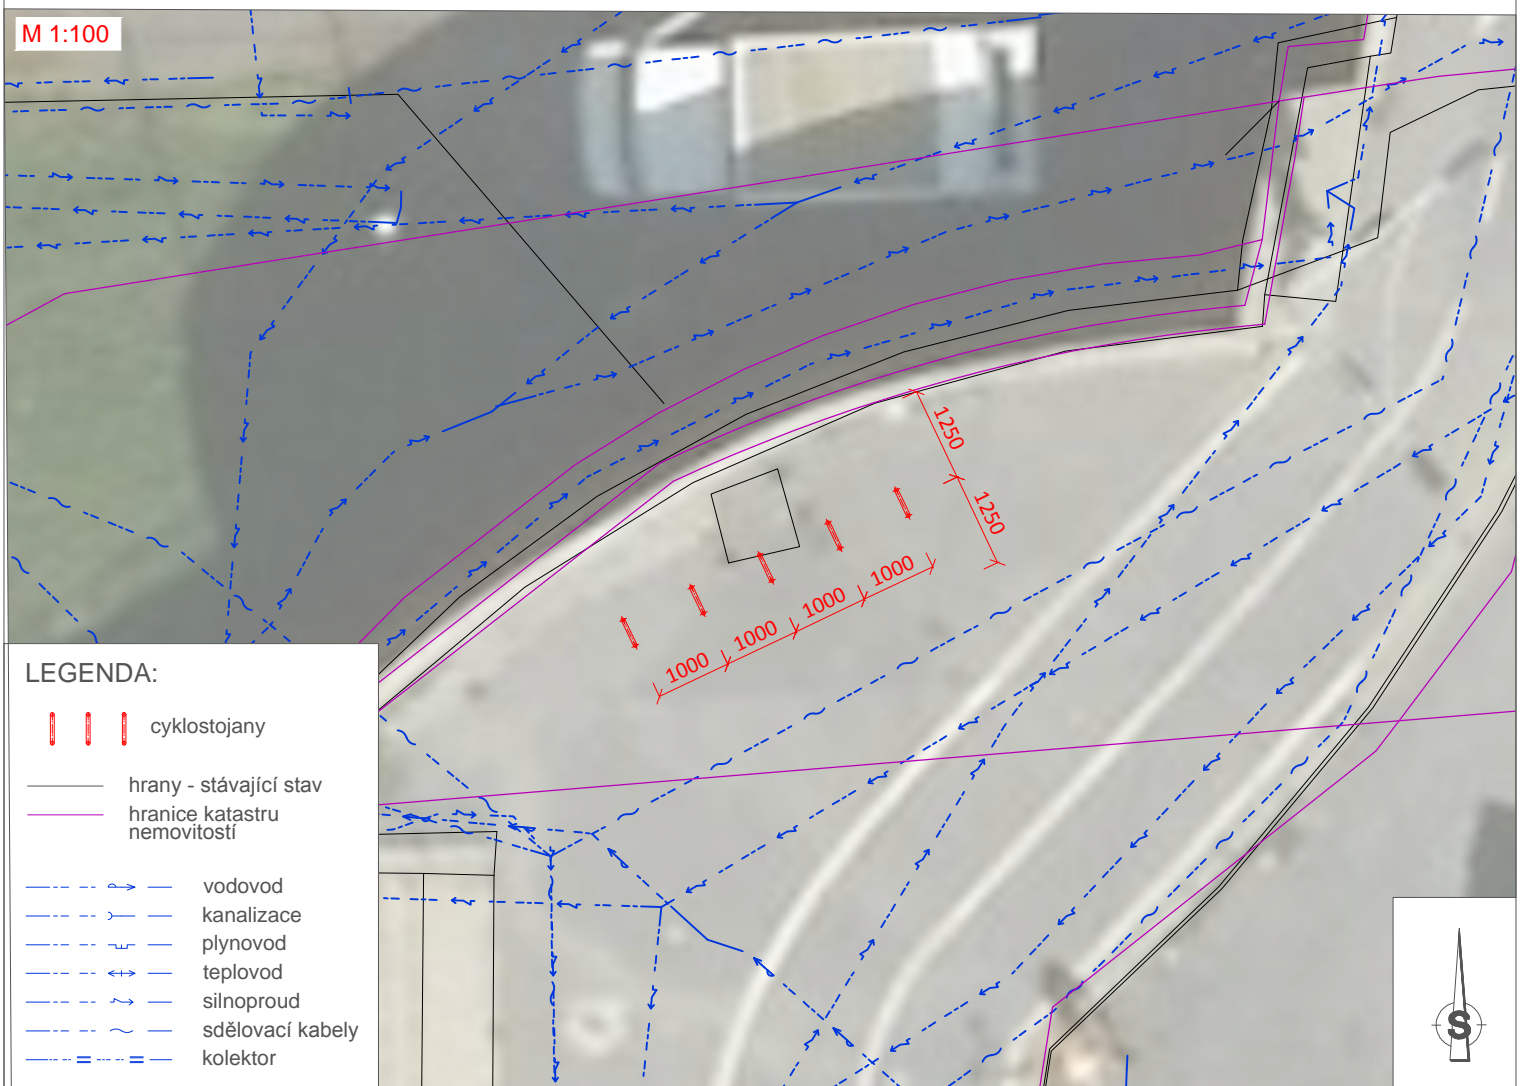 M 1:100
1250
1250
1000
1000
1000
1000
LEGENDA:
cyklostojany
hrany - stávající stav
hranice katastru
nemovitostí
vodovod
kanalizace
plynovod
teplovod
silnoproud
sdělovací kabely
kolektor
S